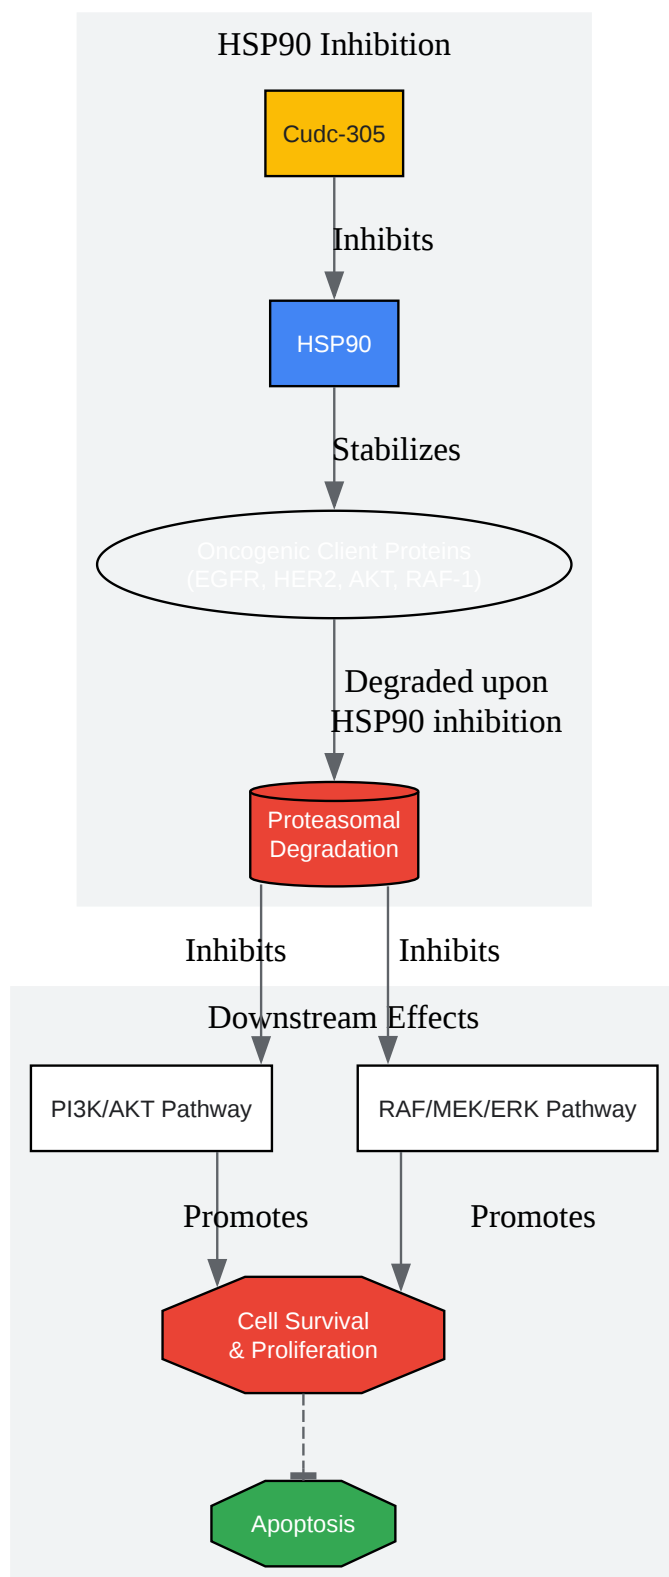 HSP90 Inhibition
Cudc-305
Inhibits
HSP90
Stabilizes
Oncogenic Client Proteins
(EGFR, HER2, AKT, RAF-1)
Degraded upon
HSP90 inhibition
Proteasomal
Degradation
Inhibits
Inhibits
Downstream Effects
PI3K/AKT Pathway
RAF/MEK/ERK Pathway
Promotes
Promotes
Cell Survival
& Proliferation
Apoptosis